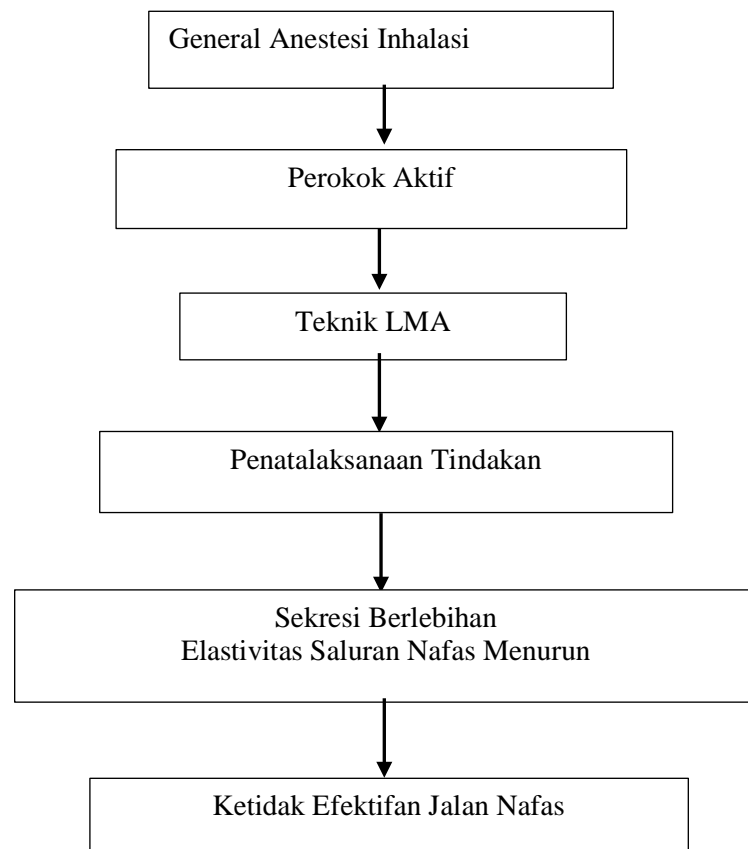 General Anestesi Inhalasi
Perokok Aktif
Teknik LMA
Penatalaksanaan Tindakan
Sekresi Berlebihan
Elastivitas Saluran Nafas Menurun
Ketidak Efektifan Jalan Nafas